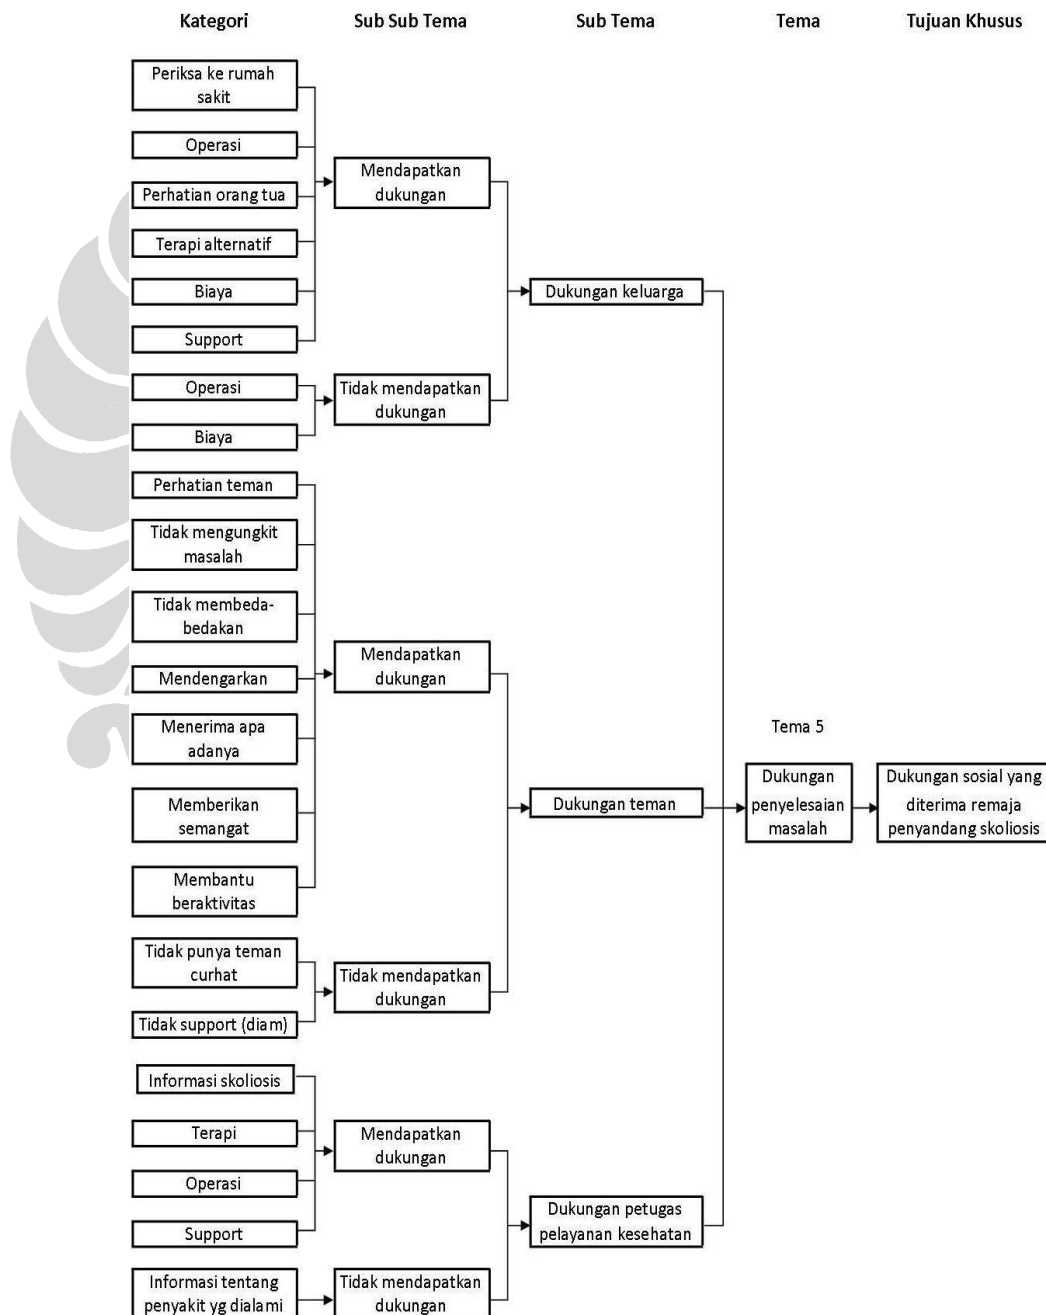 Kategori
Sub Sub Tema
Sub Tema
Tema
Tujuan Khusus
Periksa ke rumah
sakit
Operasi
Perhatian orang tua
Terapi alternatif
Biaya
Support
Mendapatkan
dukungan
Operasi
Biaya
Tidak mendapatkan
dukungan
Dukungan keluarga
Perhatian teman
Tidak mengungkit
masalah
Tidak membeda-
bedakan
Mendengarkan
Menerima apa
adanya
Memberikan
semangat
Membantu
beraktivitas
Mendapatkan
dukungan
Tidak punya teman
curhat
Tidak support (diam)
Tidak mendapatkan
dukungan
Dukungan teman
Informasi skoliosis
Terapi
Operasi
Support
Mendapatkan
dukungan
Informasi tentang
penyakit yg dialami
Tidak mendapatkan
dukungan
Dukungan petugas
pelayanan kesehatan
Tema 5
Dukungan
penyelesaian
masalah
Dukungan sosial yang
diterima remaja
penyandang skoliosis